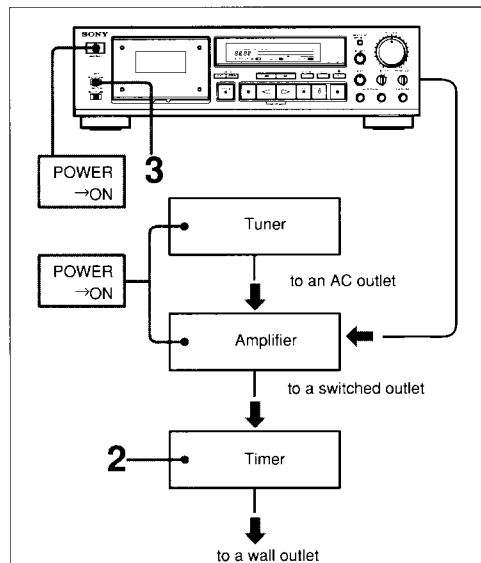 SONY
POWER
→ON
3
Tuner
POWER
→ON
to an AC outlet
Amplifier
to a switched outlet
2
Timer
to a wall outlet